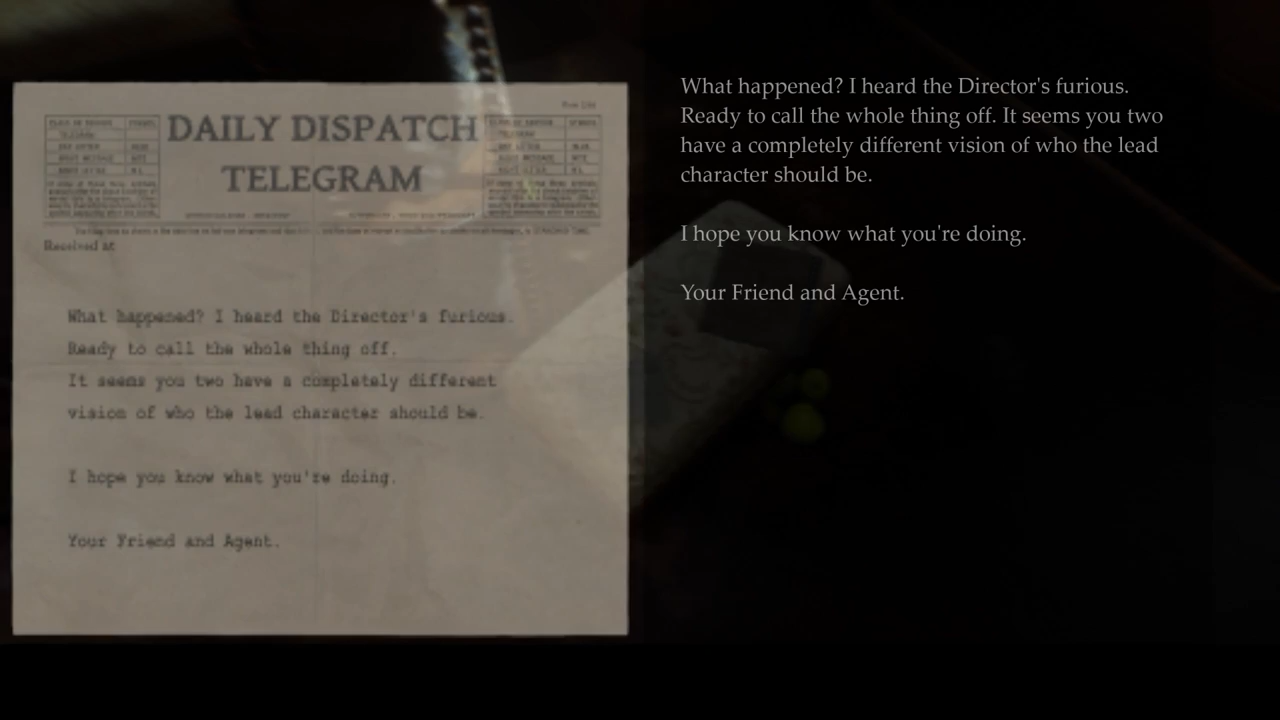 DAILY DISPATCH
TELEGRAM
Received at
What happened? I heard the Director's furious.
Ready to call the whole thing off.
It seems you two have a completely different
vision of who the lead character should be.
I hope you know what you're doing.
Your Friend and Agent.
What happened? I heard the Director's furious.
Ready to call the whole thing off. It seems you two
have a completely different vision of who the lead
character should be.
I hope you know what you're doing.
Your Friend and Agent.